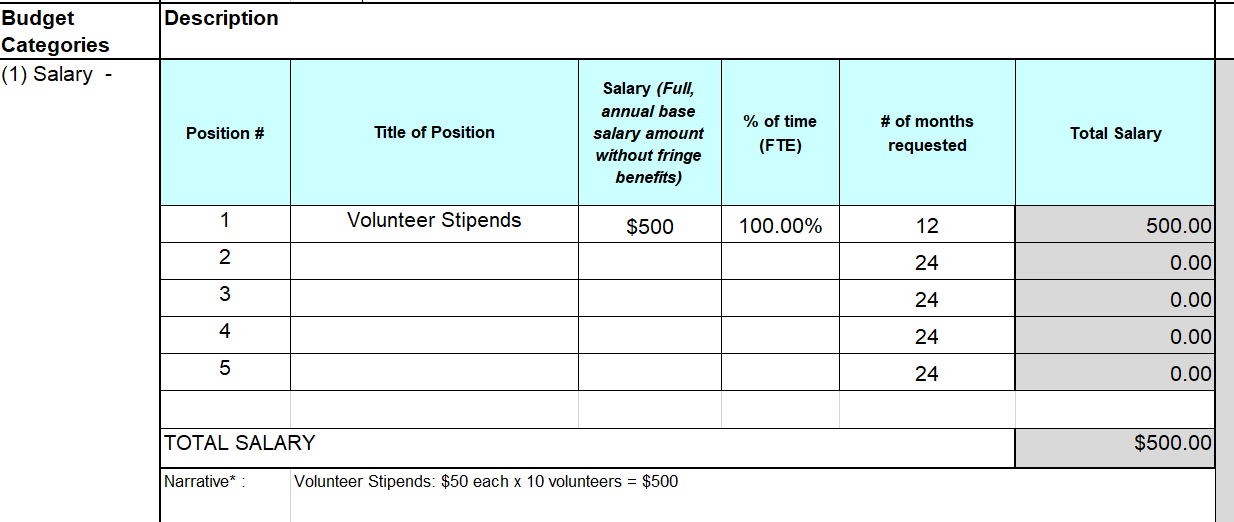 Budget Categories Description
(1) Salary -
Position # Title of Position Salary (Full, annual base salary amount without fringe benefits) % of time (FTE) # of months requested Total Salary
1 Volunteer Stipends $500 100.00% 12 500.00
2 24 0.00
3 24 0.00
4 24 0.00
5 24 0.00
TOTAL SALARY $500.00
Narrative* : Volunteer Stipends: $50 each x 10 volunteers = $500